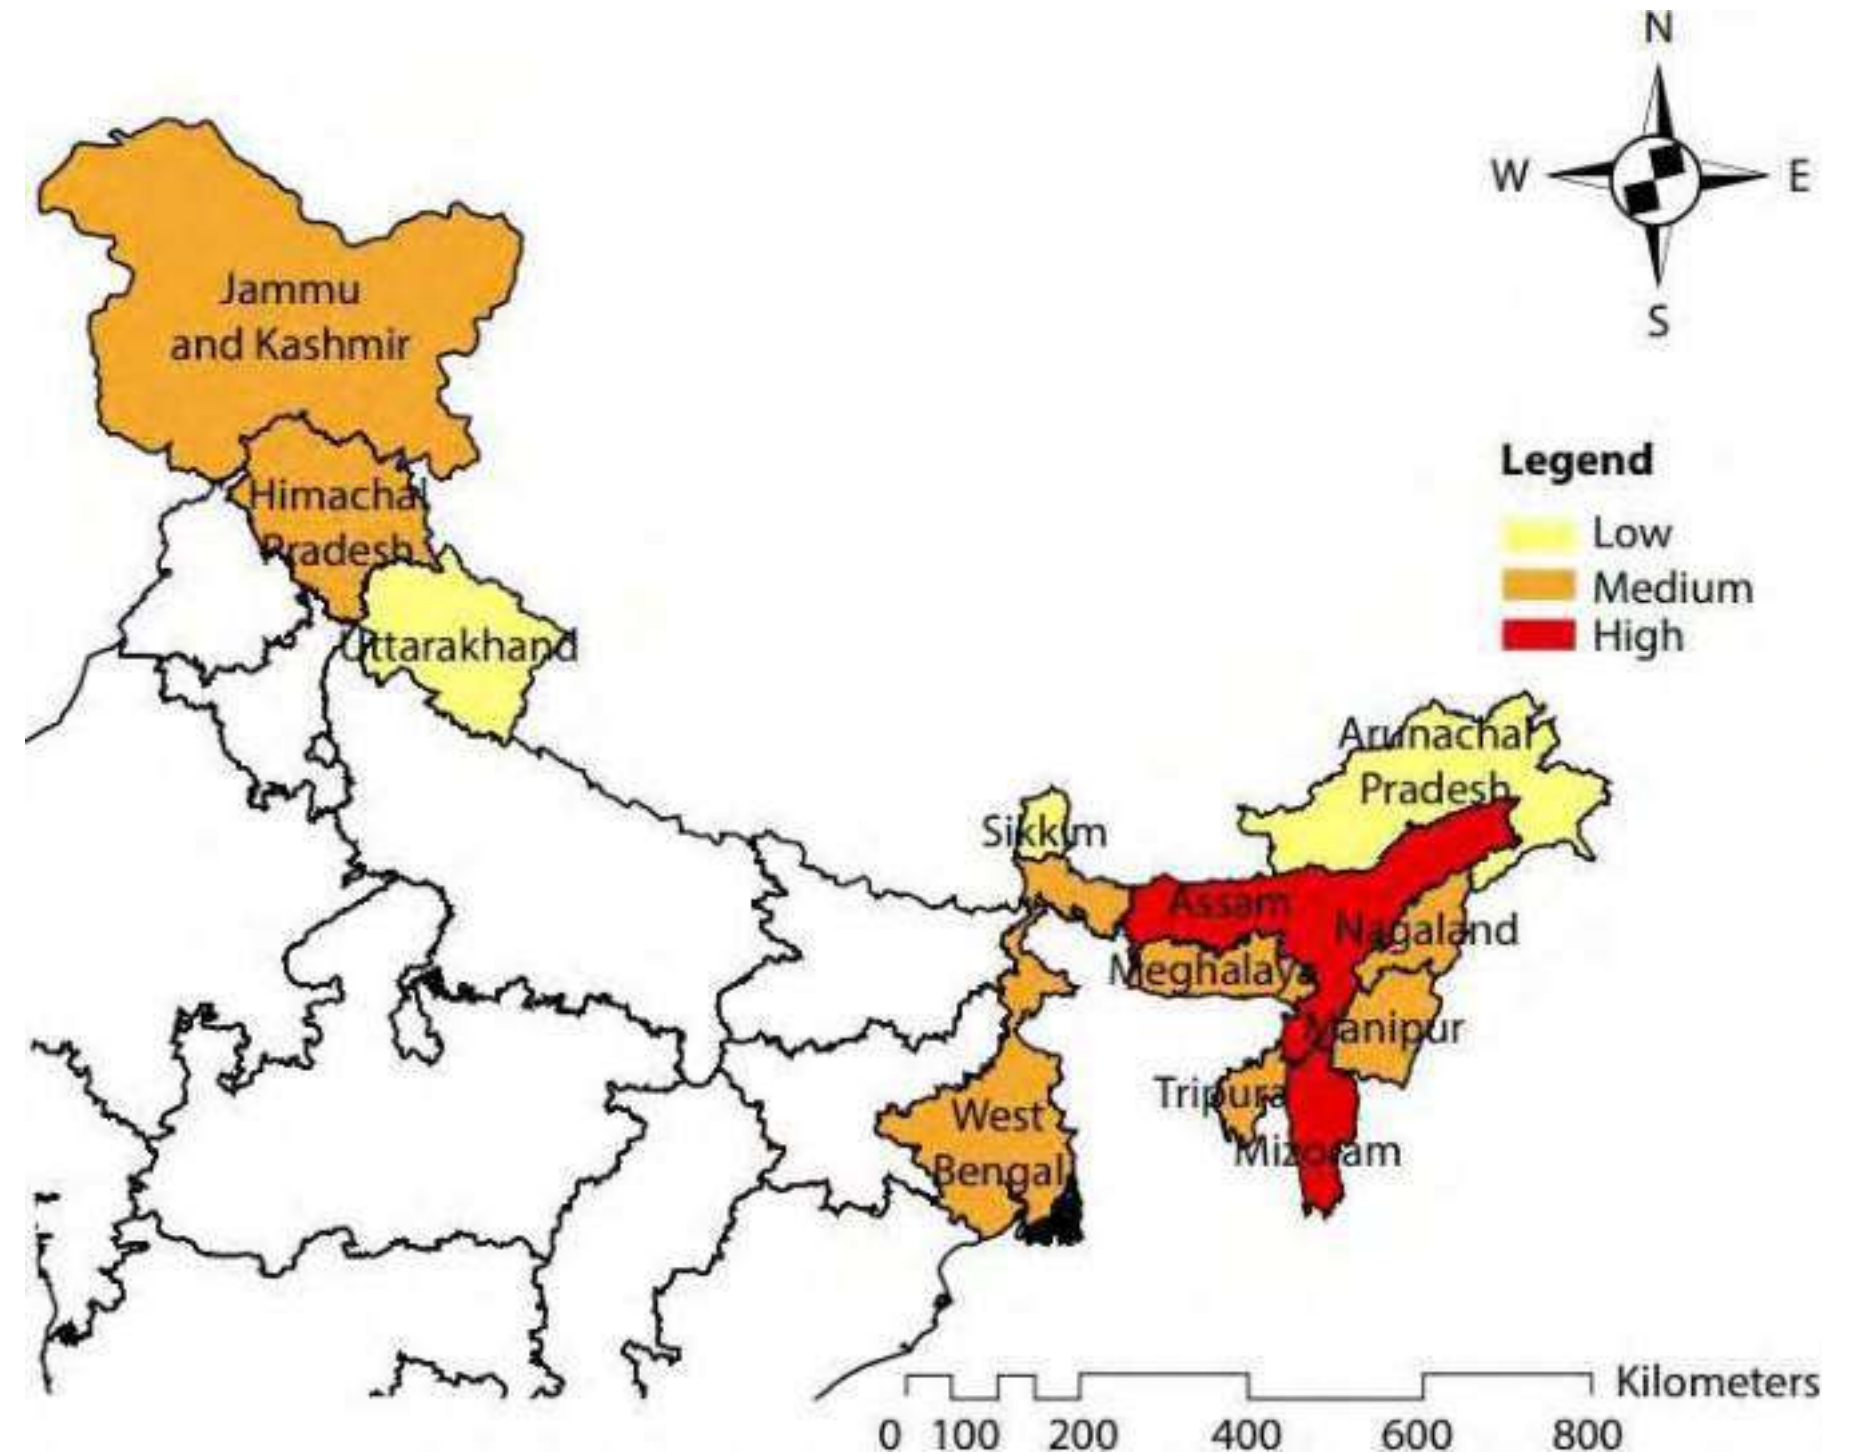 N
W
E
S
Jammu
and Kashmir
Himachal
Pradesh
Uttarakhand
Legend
Low
Medium
High
Arunachal
Pradesh
Sikkim
Assam
Nagaland
Meghalaya
Manipur
Tripura
West
Bengal
Mizoram
Kilometers
0 100 200 400 600 800